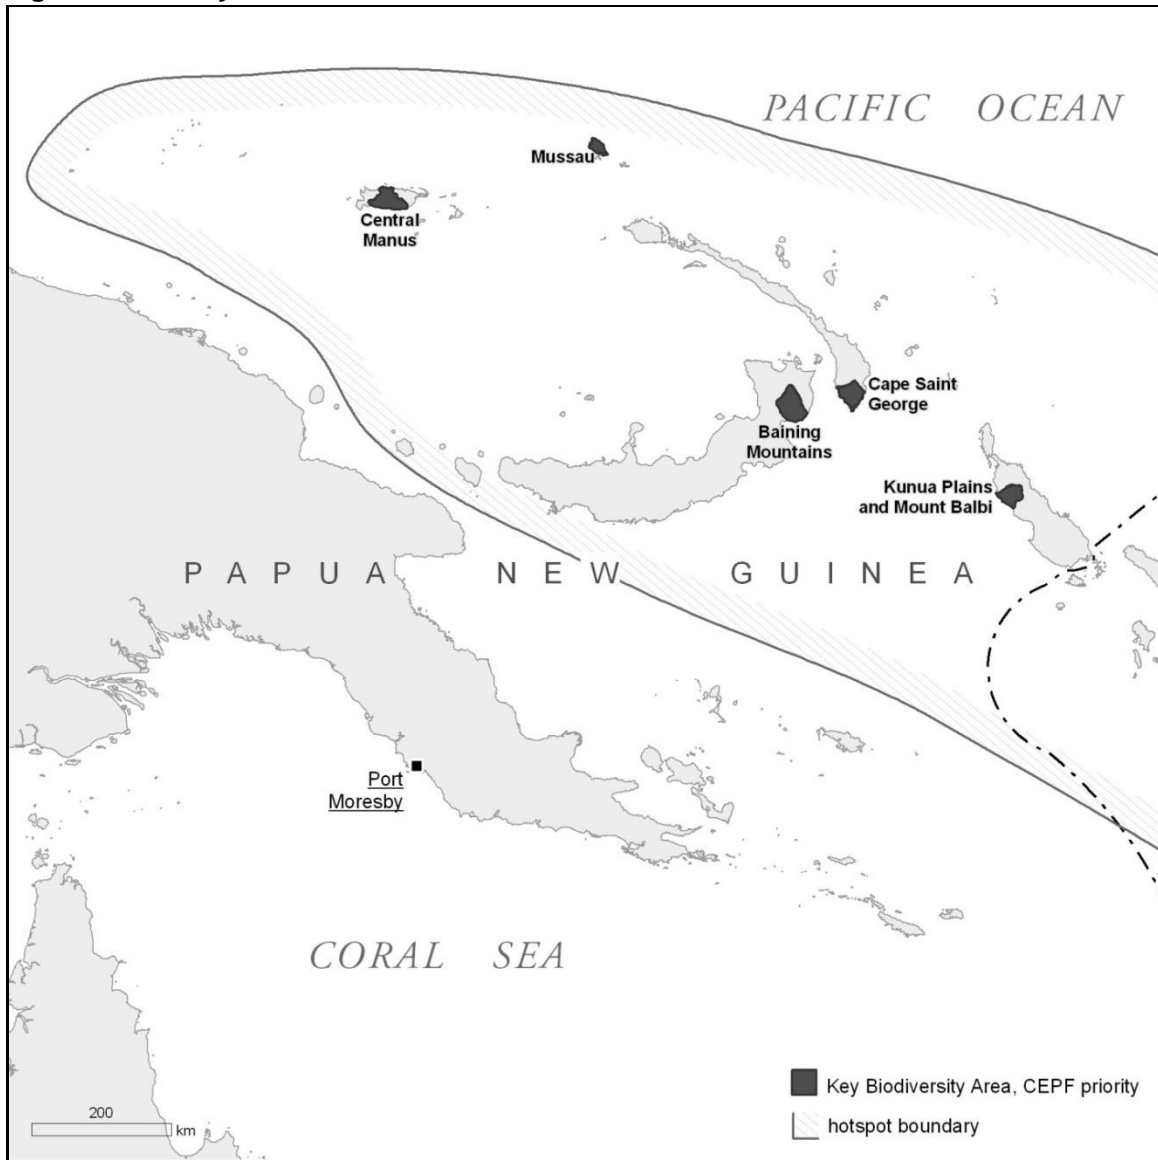 PACIFIC OCEAN
Mussau
Central
Manus
Cape Saint
George
Baining
Mountains
Kunua Plains
and Mount Balbi
PAPUA NEW GUINEA
Port
Moresby
CORAL SEA
Key Biodiversity Area, CEPF priority
hotspot boundary
200
km